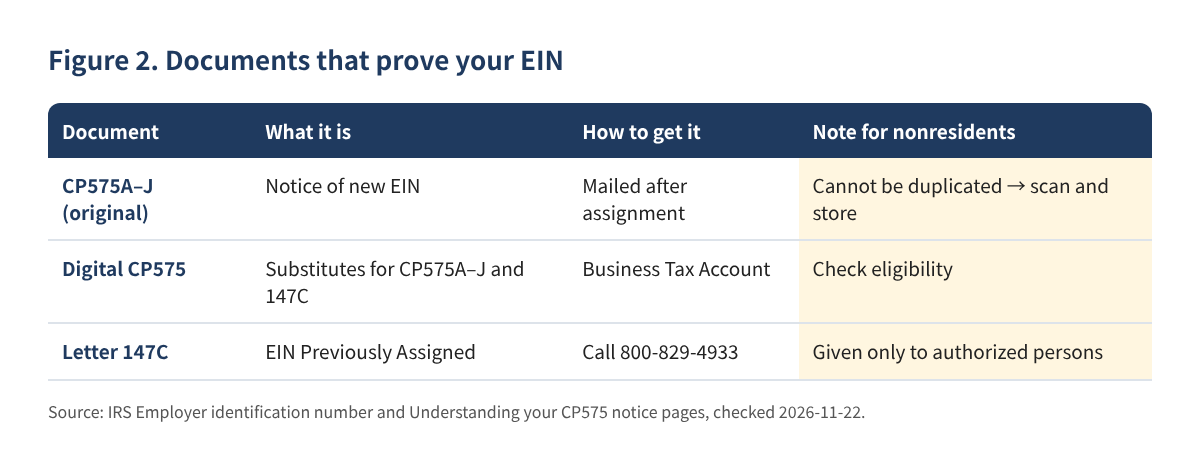 Figure 2. Documents that prove your EIN
Document What it is How to get it Note for nonresidents
CP575A–J Notice of new EIN Mailed after Cannot be duplicated → scan and
(original) assignment store
Digital CP575 Substitutes for CP575A–J and Business Tax Account Check eligibility
147C
Letter 147C EIN Previously Assigned Call 800-829-4933 Given only to authorized persons
Source: IRS Employer identification number and Understanding your CP575 notice pages, checked 2026-11-22.